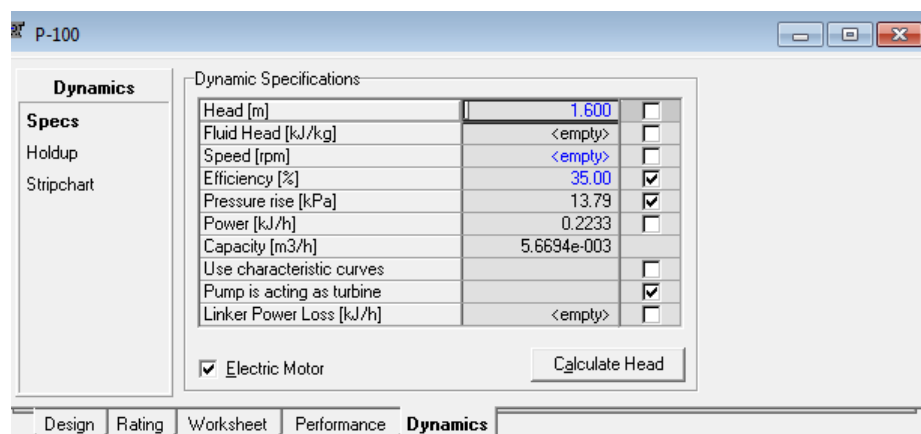 P-100
Dynamics
Specs
Holdup
Stripchart
Dynamic Specifications
Head [m] 1.600
Fluid Head [kJ/kg] <empty>
Speed [rpm] <empty>
Efficiency [%] 35.00
Pressure rise [kPa] 13.79
Power [kJ/h] 0.2233
Capacity [m3/h] 5.6694e-003
Use characteristic curves
Pump is acting as turbine
Linker Power Loss [kJ/h] <empty>
Electric Motor
Calculate Head
Design Rating Worksheet Performance Dynamics